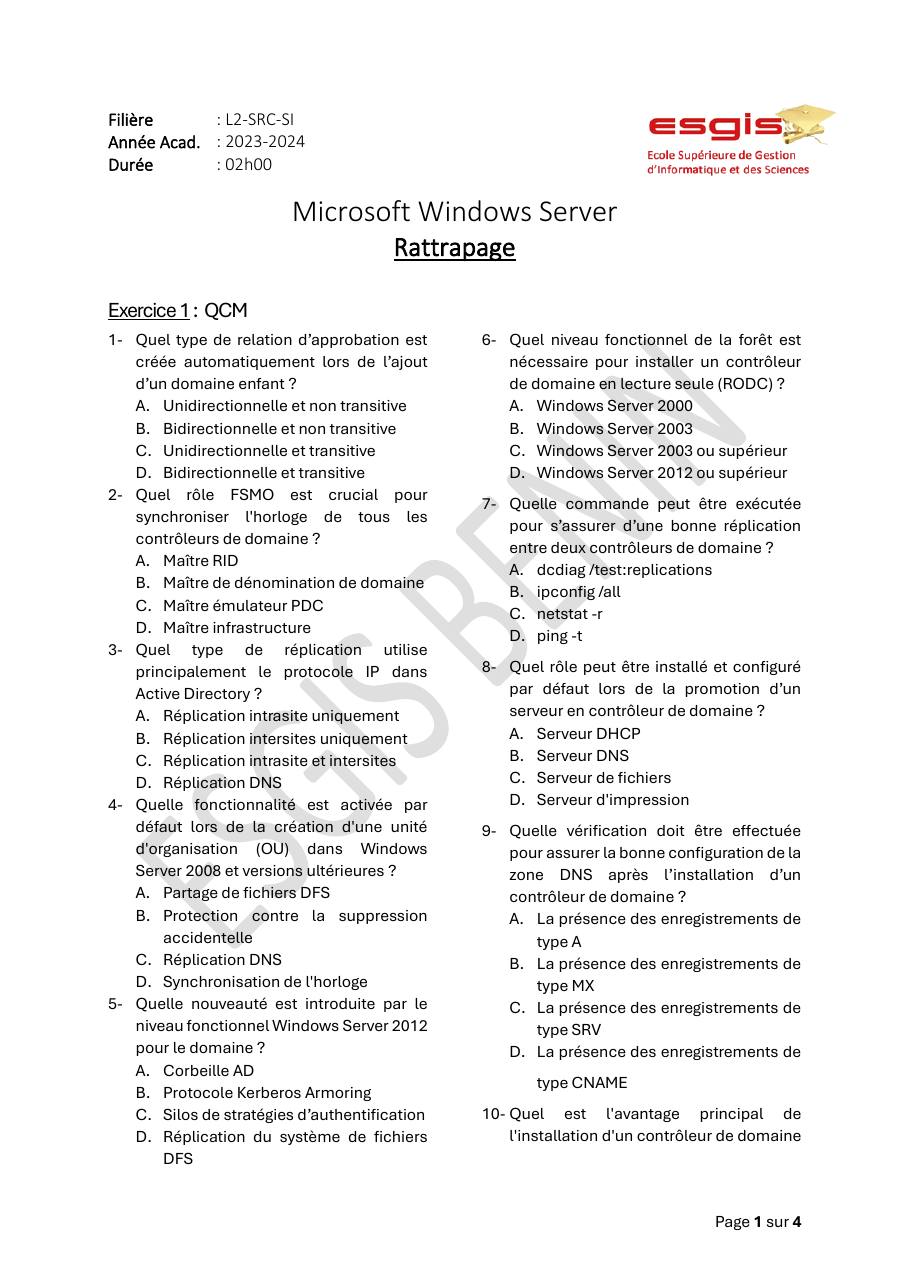 Filière : L2-SRC-SI
Année Acad. : 2023-2024
Durée : 02h00
esgis
Ecole Supérieure de Gestion
d'Informatique et des Sciences
Microsoft Windows Server
Rattrapage
Exercice 1 : QCM
1- Quel type de relation d’approbation est
créée automatiquement lors de l’ajout
d’un domaine enfant ?
A. Unidirectionnelle et non transitive
B. Bidirectionnelle et non transitive
C. Unidirectionnelle et transitive
D. Bidirectionnelle et transitive
2- Quel rôle FSMO est crucial pour
synchroniser l'horloge de tous les
contrôleurs de domaine ?
A. Maître RID
B. Maître de dénomination de domaine
C. Maître émulateur PDC
D. Maître infrastructure
3- Quel type de réplication utilise
principalement le protocole IP dans
Active Directory ?
A. Réplication intrasite uniquement
B. Réplication intersites uniquement
C. Réplication intrasite et intersites
D. Réplication DNS
4- Quelle fonctionnalité est activée par
défaut lors de la création d'une unité
d'organisation (OU) dans Windows
Server 2008 et versions ultérieures ?
A. Partage de fichiers DFS
B. Protection contre la suppression
accidentelle
C. Réplication DNS
D. Synchronisation de l'horloge
5- Quelle nouveauté est introduite par le
niveau fonctionnel Windows Server 2012
pour le domaine ?
A. Corbeille AD
B. Protocole Kerberos Armoring
C. Silos de stratégies d’authentification
D. Réplication du système de fichiers
DFS
6- Quel niveau fonctionnel de la forêt est
nécessaire pour installer un contrôleur
de domaine en lecture seule (RODC) ?
A. Windows Server 2000
B. Windows Server 2003
C. Windows Server 2003 ou supérieur
D. Windows Server 2012 ou supérieur
7- Quelle commande peut être exécutée
pour s’assurer d’une bonne réplication
entre deux contrôleurs de domaine ?
A. dcdiag /test:replications
B. ipconfig /all
C. netstat -r
D. ping -t
8- Quel rôle peut être installé et configuré
par défaut lors de la promotion d’un
serveur en contrôleur de domaine ?
A. Serveur DHCP
B. Serveur DNS
C. Serveur de fichiers
D. Serveur d'impression
9- Quelle vérification doit être effectuée
pour assurer la bonne configuration de la
zone DNS après l’installation d’un
contrôleur de domaine ?
A. La présence des enregistrements de
type A
B. La présence des enregistrements de
type MX
C. La présence des enregistrements de
type SRV
D. La présence des enregistrements de
type CNAME
10- Quel est l'avantage principal de
l'installation d'un contrôleur de domaine
ESGIS BENIN
Page 1 sur 4